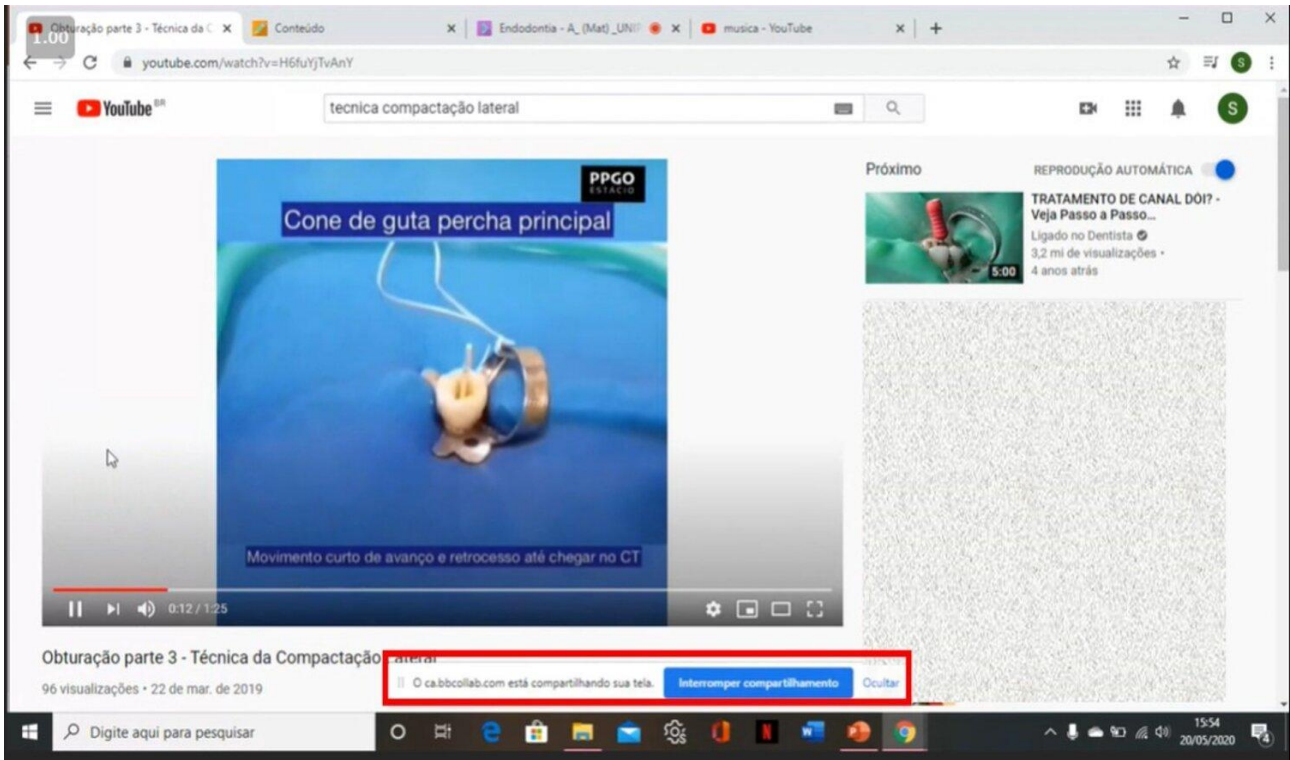 Obturação parte 3 - Técnica da C
Conteúdo
Endodontia - A_ (Mat) _UNIP
musica - YouTube
1.00
youtube.com/watch?v=H6fuYjTvAnY
S
YouTube BR
tecnica compactação lateral
S
PPGO
ESTÁCIO
Cone de guta percha principal
Movimento curto de avanço e retrocesso até chegar no CT
0:12 / 1:25
Próximo
REPRODUÇÃO AUTOMÁTICA
TRATAMENTO DE CANAL DÓI? -
Veja Passo a Passo...
Ligado no Dentista
3,2 mi de visualizações •
4 anos atrás
5:00
Obturação parte 3 - Técnica da Compactação Lateral
96 visualizações • 22 de mar. de 2019
O ca.bbcollab.com está compartilhando sua tela.
Interromper compartilhamento
Ocultar
Digite aqui para pesquisar
15:54
20/05/2020
4